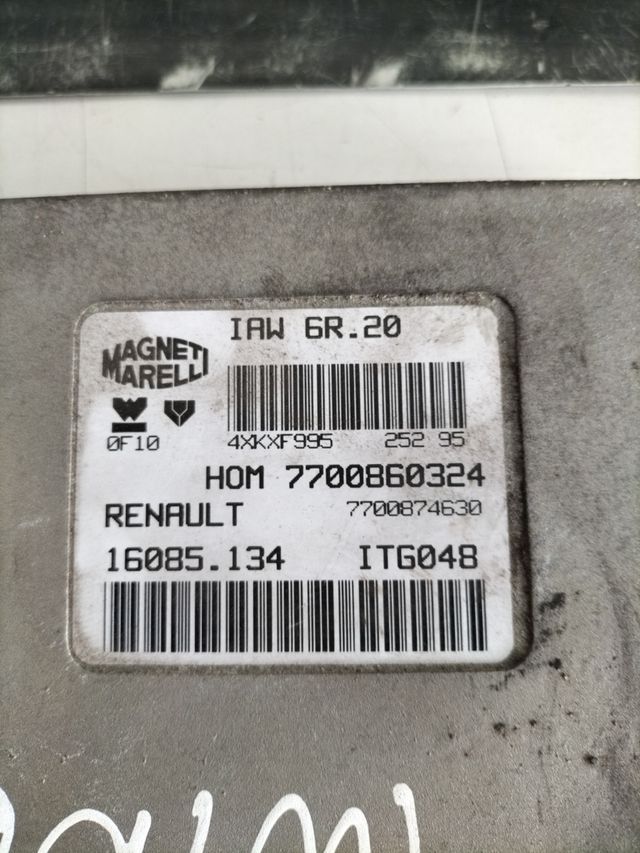 IAW 6R.20
MAGNETI
MARELLI
0F10
4XKXF995 252 95
HOM 7700860324
RENAULT 7700874630
16085.134 ITG048